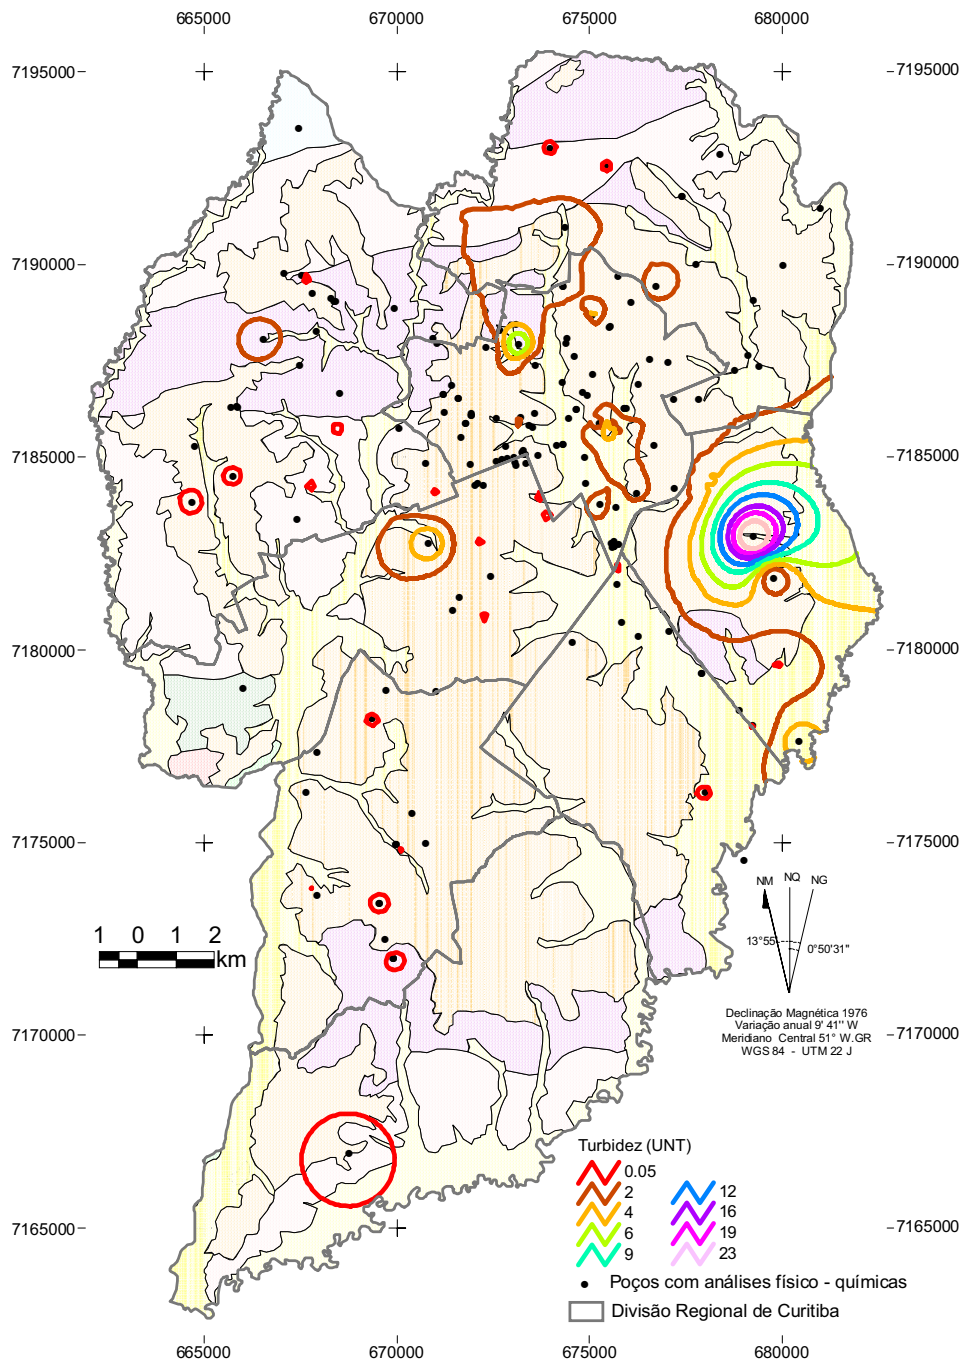 665000 670000 675000 680000
7195000 7195000
7190000 7190000
7185000 7185000
7180000 7180000
7175000 7175000
NM NQ NG
13°55 0°50'31"
1 0 1 2 km
Declinação Magnética 1976
Variação anual 9' 41'' W
Meridiano Central 51° W.GR
WGS 84 - UTM 22 J
7170000 7170000
Turbidez (UNT)
0.05
2 12
4 16
6 19
9 23
7165000 7165000
Poços com análises físico - químicas
Divisão Regional de Curitiba
665000 670000 675000 680000